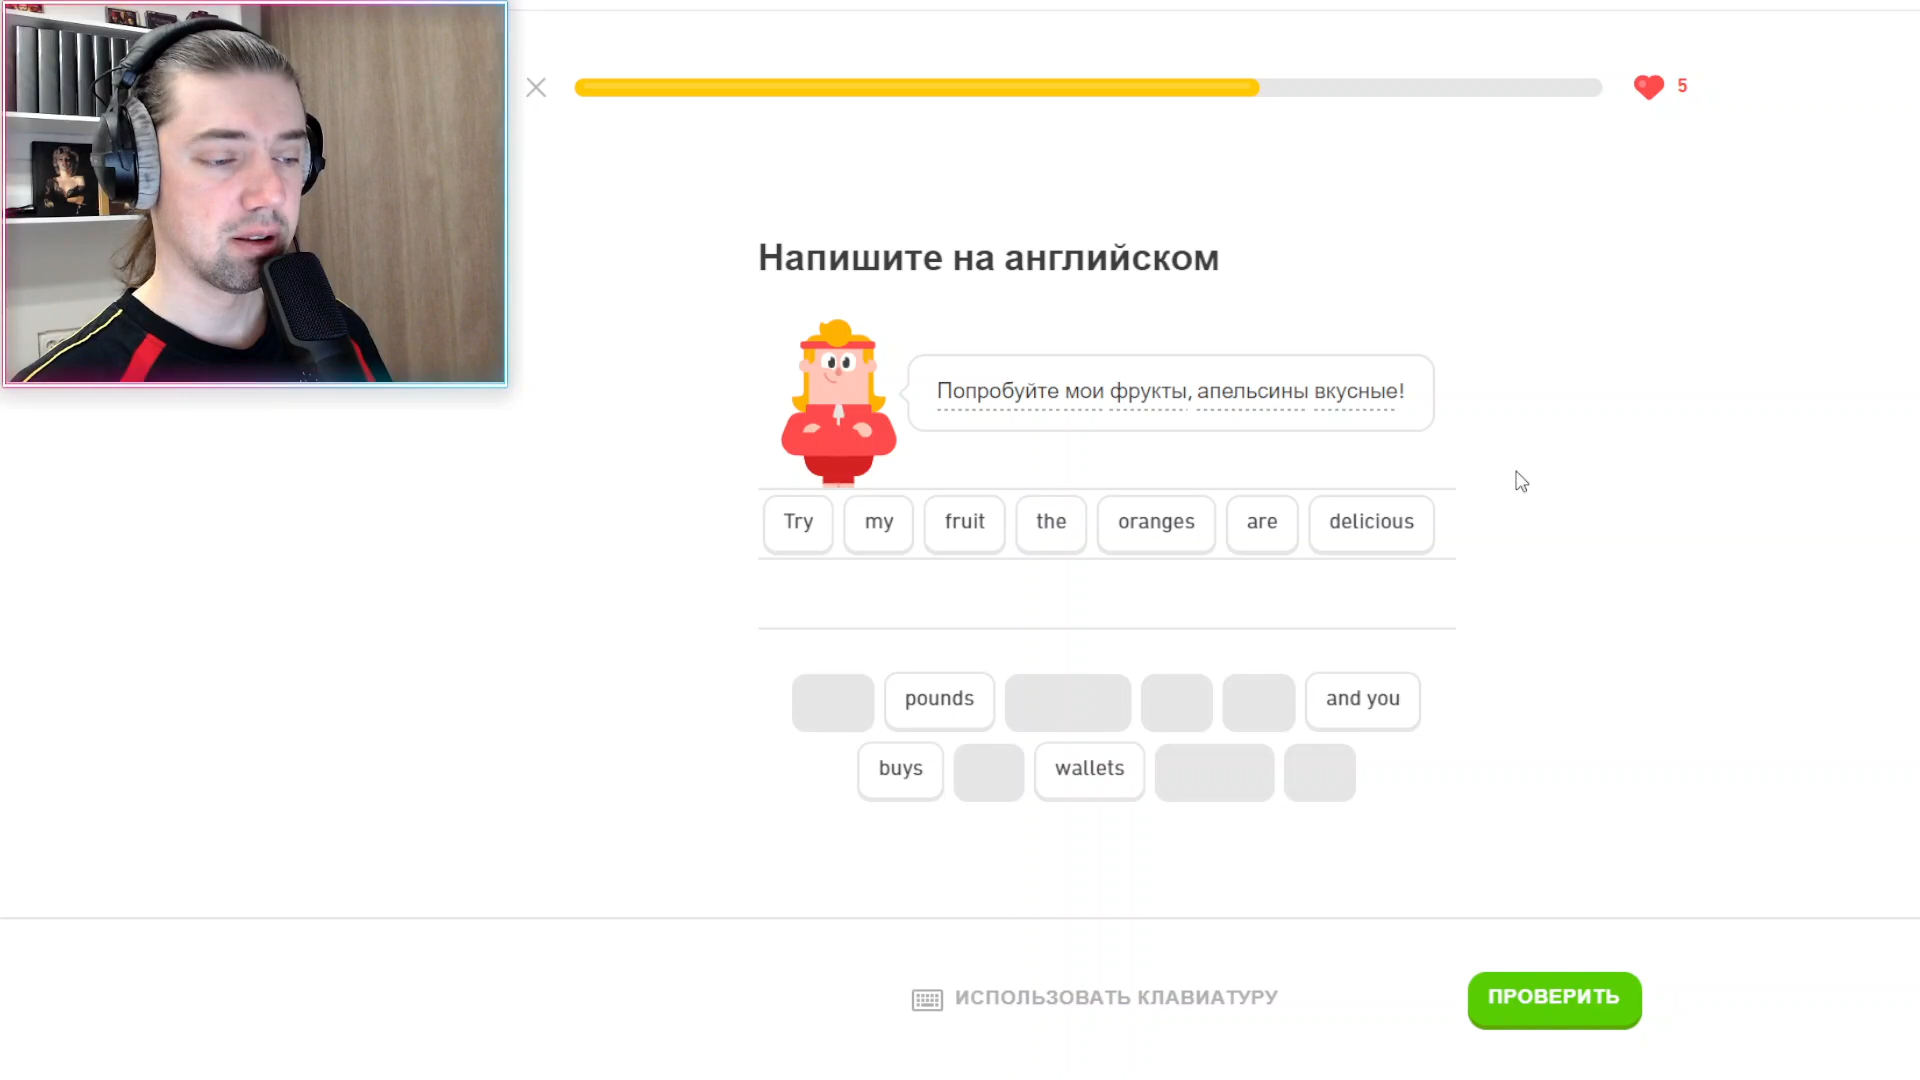 5
Напишите на английском
Попробуйте мои фрукты, апельсины вкусные!
Try my fruit the oranges are delicious
pounds and you
buys wallets
ИСПОЛЬЗОВАТЬ КЛАВИАТУРУ
ПРОВЕРИТЬ